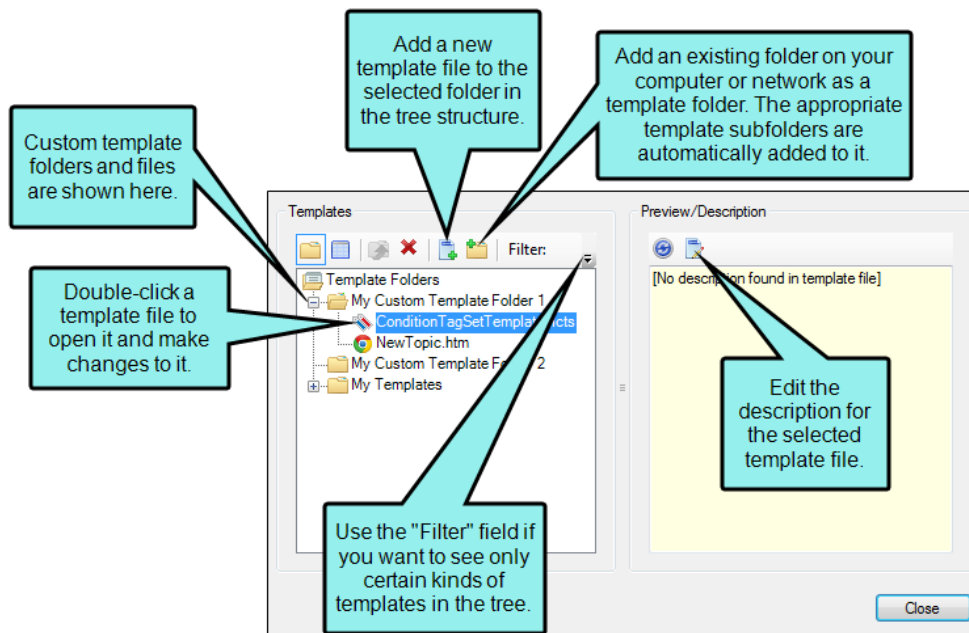 Add a new
template file to the
selected folder in
the tree structure.
Add an existing folder on your
computer or network as a
template folder. The appropriate
template subfolders are
automatically added to it.
Custom template
folders and files
are shown here.
Templates
Preview/Description
Filter:
[No description found in template file]
Template Folders
My Custom Template Folder 1
NewTopic.htm
My Custom Template Folder 2
My Templates
Double-click a
template file to
open it and make
changes to it.
Edit the
description for
the selected
template file.
Use the "Filter" field if
you want to see only
certain kinds of
templates in the tree.
Close